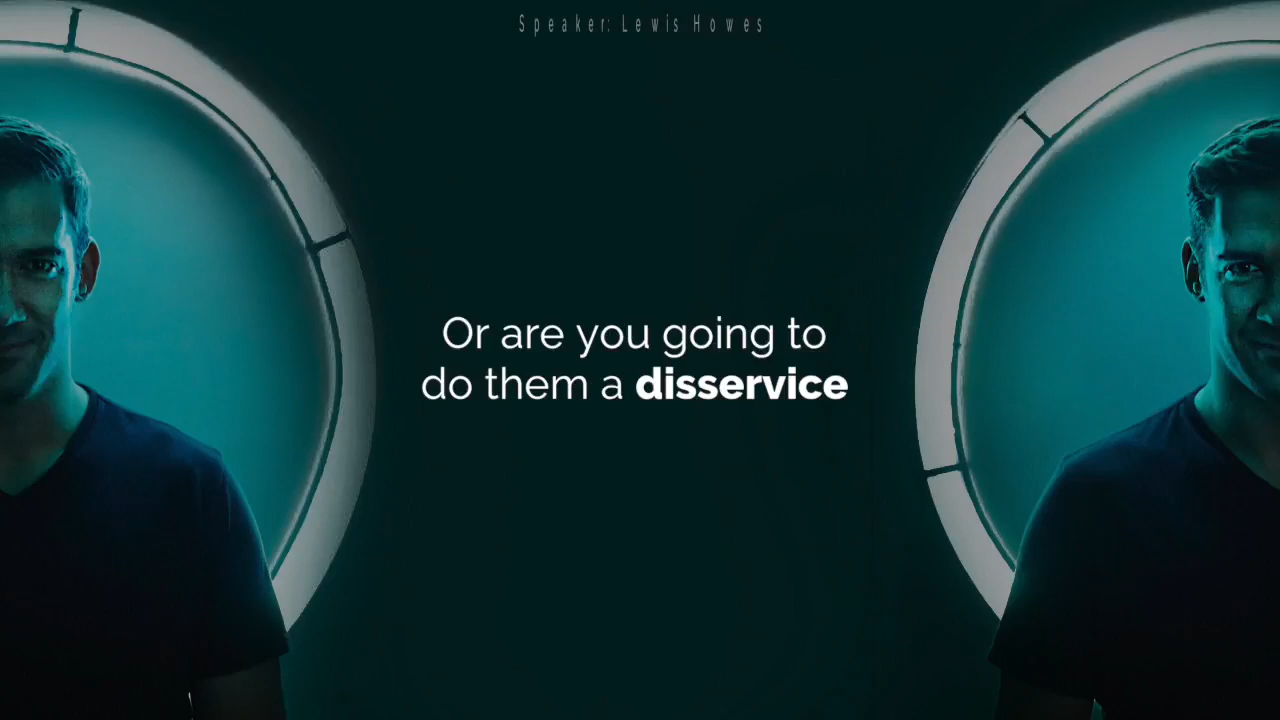 Speaker: Lewis Howes
Or are you going to
do them a disservice